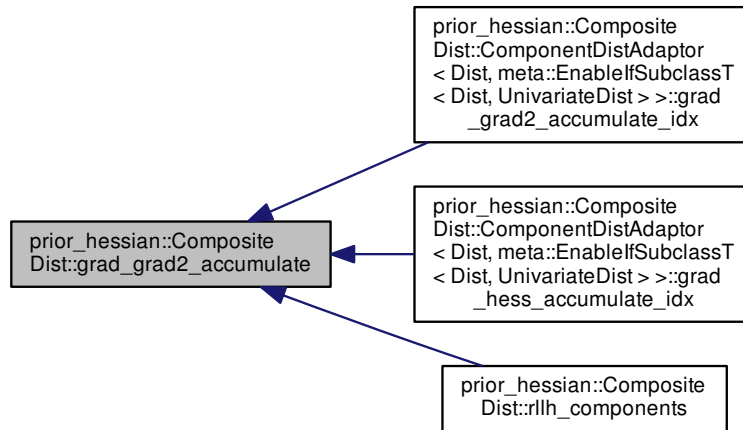 prior_hessian::Composite
Dist::ComponentDistAdaptor
< Dist, meta::EnableIfSubclassT
< Dist, UnivariateDist > >::grad
_grad2_accumulate_idx
prior_hessian::Composite
Dist::grad_grad2_accumulate
prior_hessian::Composite
Dist::ComponentDistAdaptor
< Dist, meta::EnableIfSubclassT
< Dist, UnivariateDist > >::grad
_hess_accumulate_idx
prior_hessian::Composite
Dist::rllh_components